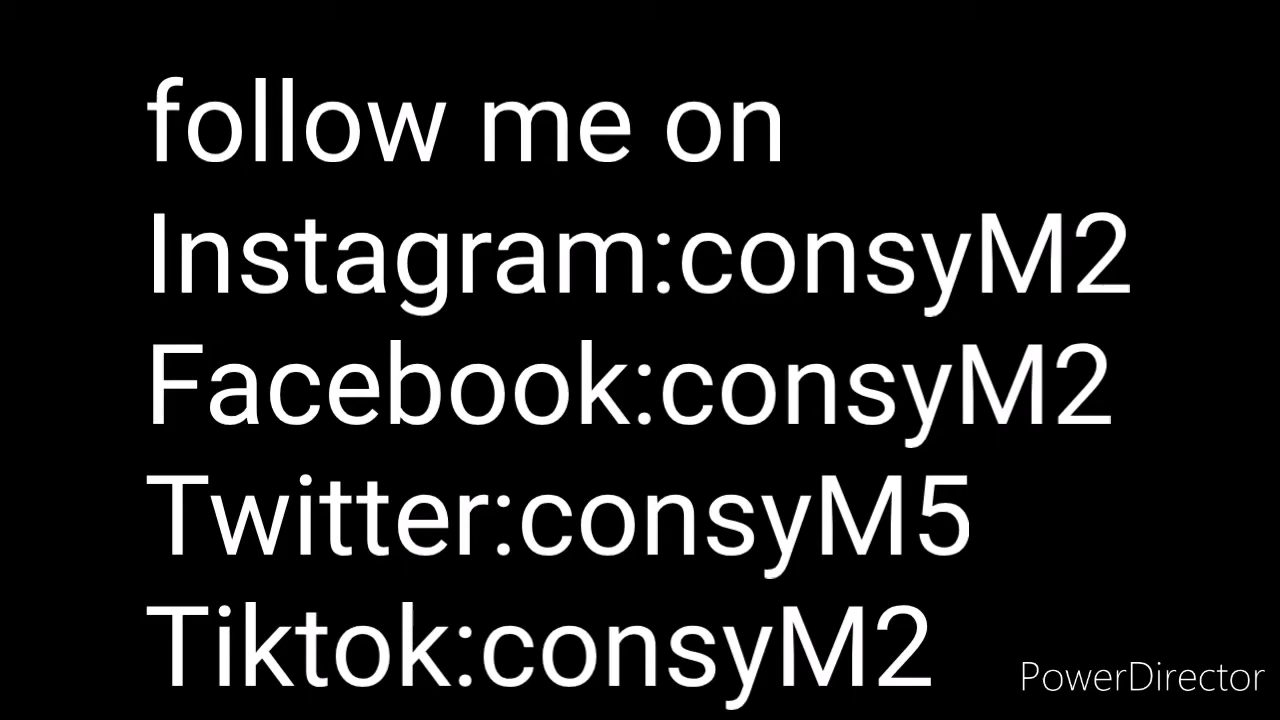 follow me on
Instagram:consyM2
Facebook:consyM2
Twitter:consyM5
Tiktok:consyM2
PowerDirector